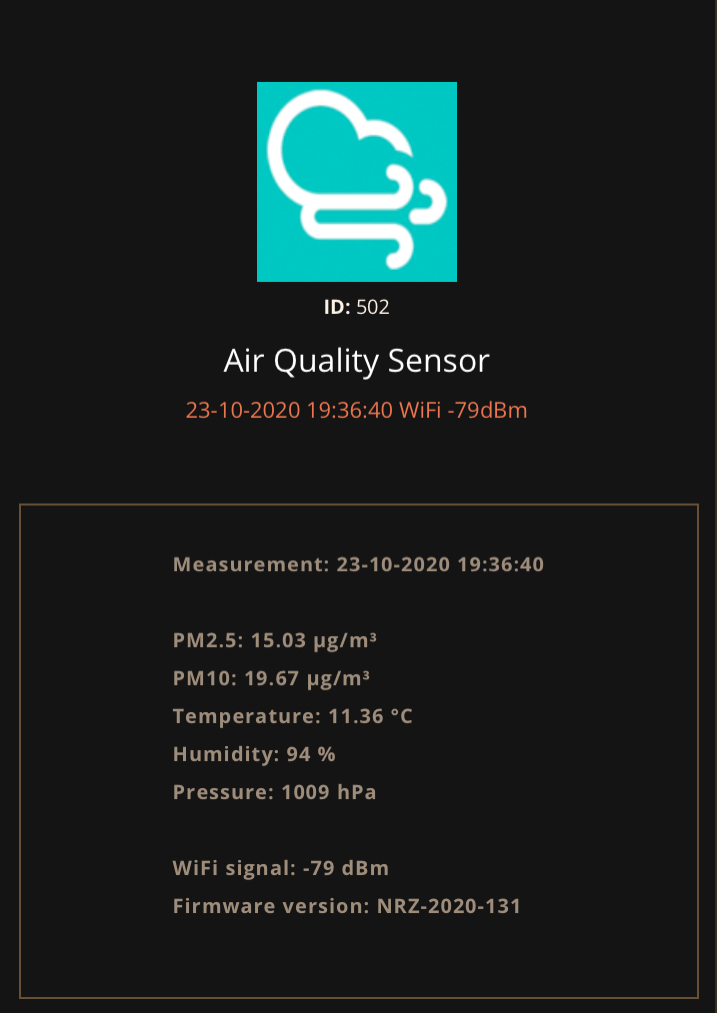 ID: 502
Air Quality Sensor
23-10-2020 19:36:40 WiFi -79dBm
Measurement: 23-10-2020 19:36:40
PM2.5: 15.03 µg/m³
PM10: 19.67 µg/m³
Temperature: 11.36 °C
Humidity: 94 %
Pressure: 1009 hPa
WiFi signal: -79 dBm
Firmware version: NRZ-2020-131